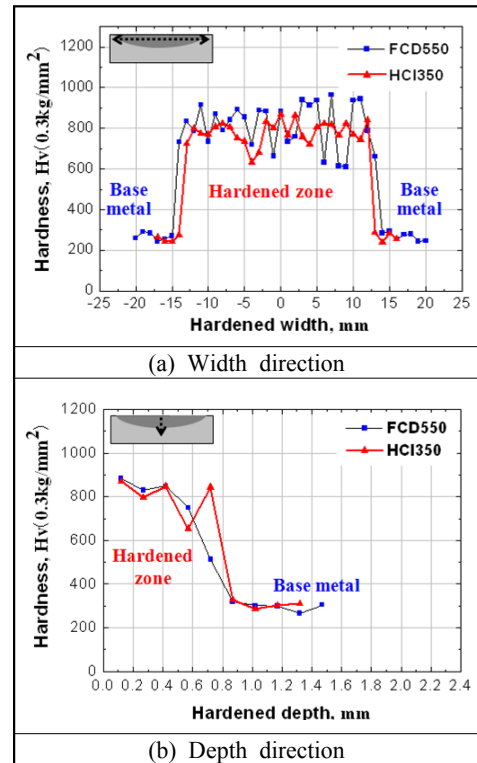 1200
1000
800
600
400
200
0
Hardness, Hv(0.3kg/mm²)
FCD550
HCI350
Base
metal
Hardened zone
Base
metal
-25 -20 -15 -10 -5 0 5 10 15 20 25
Hardened width, mm
(a) Width direction
1200
1000
800
600
400
200
0
Hardness, Hv(0.3kg/mm²)
FCD550
HCI350
Hardened
zone
Base metal
0.0 0.2 0.4 0.6 0.8 1.0 1.2 1.4 1.6 1.8 2.0 2.2 2.4
Hardened depth, mm
(b) Depth direction